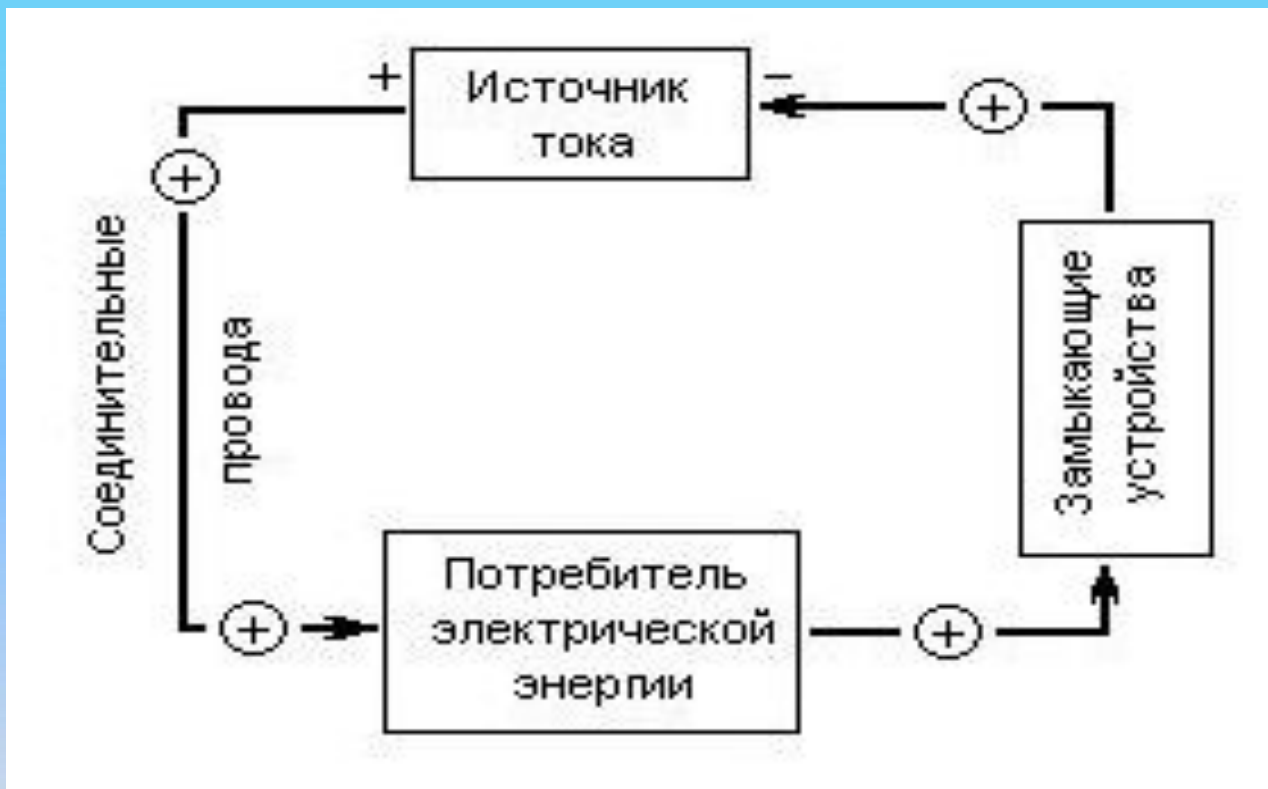 +
Источник
тока
–
+
+
Соединительные
провода
Замыкающие
устройства
+
Потребитель
электрической
энергии
+